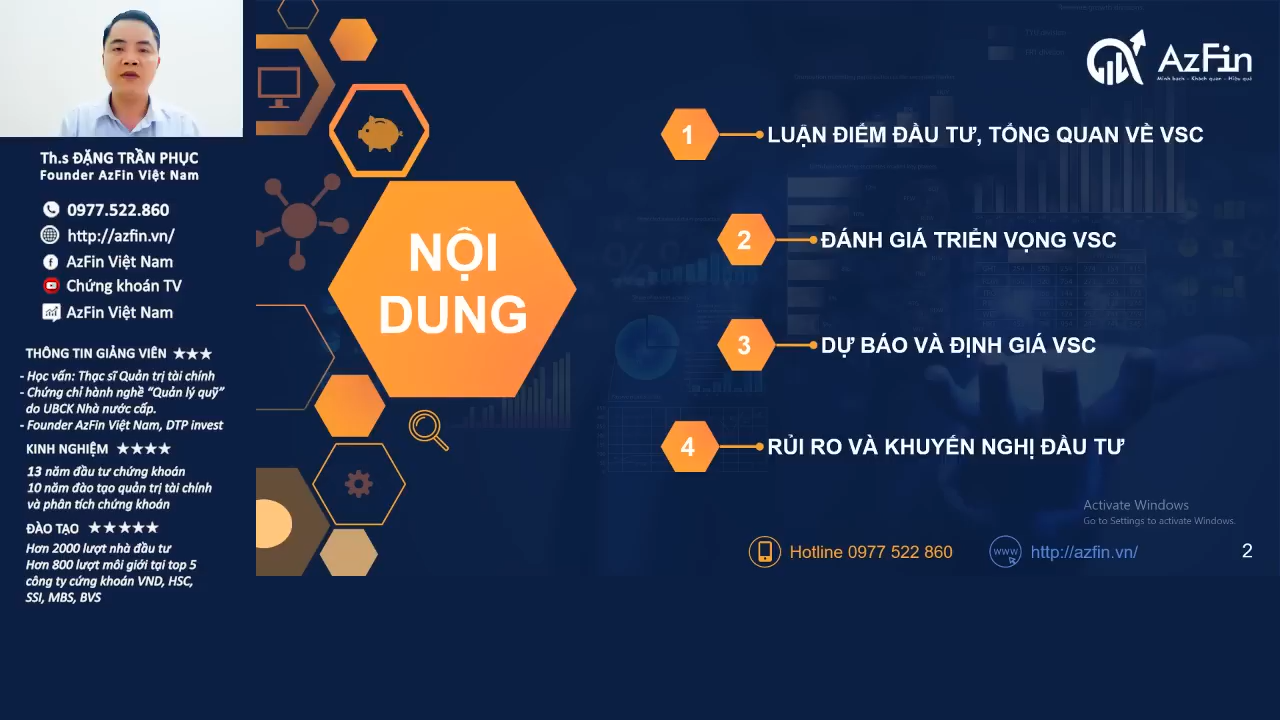 Th.s ĐẶNG TRẦN PHỤC
Founder AzFin Việt Nam
0977.522.860
http://azfin.vn/
AzFin Việt Nam
Chứng khoán TV
AzFin Việt Nam
THÔNG TIN GIẢNG VIÊN ★★★
- Học vấn: Thạc sĩ Quản trị tài chính
- Chứng chỉ hành nghề “Quản lý quỹ”
do UBCK Nhà nước cấp.
- Founder AzFin Việt Nam, DTP invest
KINH NGHIỆM ★★★★
13 năm đầu tư chứng khoán
10 năm đào tạo quản trị tài chính
và phân tích chứng khoán
ĐÀO TẠO ★★★★★
Hơn 2000 lượt nhà đầu tư
Hơn 800 lượt môi giới tại top 5
công ty cứng khoán VND, HSC,
SSI, MBS, BVS
AzFin
Minh bạch - Khách quan - Hiệu quả
NỘI
DUNG
1 LUẬN ĐIỂM ĐẦU TƯ, TỔNG QUAN VỀ VSC
2 ĐÁNH GIÁ TRIỂN VỌNG VSC
3 DỰ BÁO VÀ ĐỊNH GIÁ VSC
4 RỦI RO VÀ KHUYẾN NGHỊ ĐẦU TƯ
Activate Windows
Go to Settings to activate Windows.
Hotline 0977 522 860
www
http://azfin.vn/
2